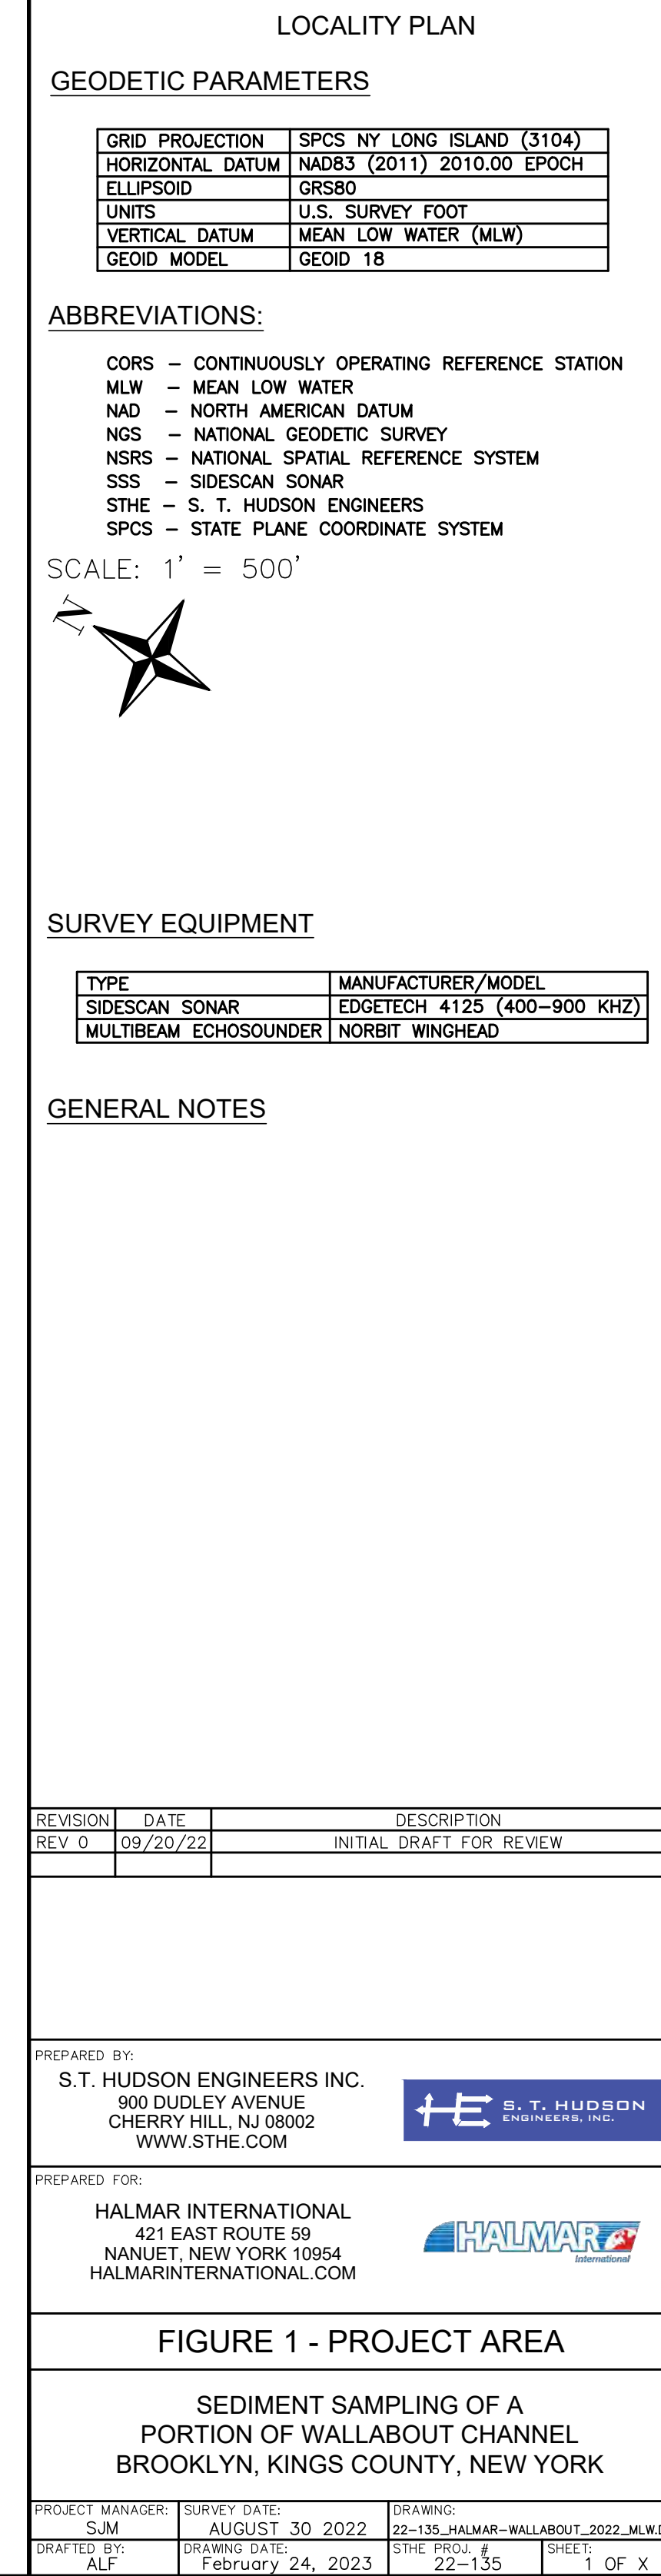 LOCALITY PLAN
GEODETIC PARAMETERS
GRID PROJECTION SPCS NY LONG ISLAND (3104)
HORIZONTAL DATUM NAD83 (2011) 2010.00 EPOCH
ELLIPSOID GRS80
UNITS U.S. SURVEY FOOT
VERTICAL DATUM MEAN LOW WATER (MLW)
GEOID MODEL GEOID 18
ABBREVIATIONS:
CORS – CONTINUOUSLY OPERATING REFERENCE STATION
MLW – MEAN LOW WATER
NAD – NORTH AMERICAN DATUM
NGS – NATIONAL GEODETIC SURVEY
NSRS – NATIONAL SPATIAL REFERENCE SYSTEM
SSS – SIDESCAN SONAR
STHE – S. T. HUDSON ENGINEERS
SPCS – STATE PLANE COORDINATE SYSTEM
SCALE: 1' = 500'
N
SURVEY EQUIPMENT
TYPE MANUFACTURER/MODEL
SIDESCAN SONAR EDGETECH 4125 (400–900 KHZ)
MULTIBEAM ECHOSOUNDER NORBIT WINGHEAD
GENERAL NOTES
REVISION DATE DESCRIPTION
REV 0 09/20/22 INITIAL DRAFT FOR REVIEW
PREPARED BY:
S.T. HUDSON ENGINEERS INC.
900 DUDLEY AVENUE
CHERRY HILL, NJ 08002
WWW.STHE.COM
HE S. T. HUDSON
ENGINEERS, INC.
PREPARED FOR:
HALMAR INTERNATIONAL
421 EAST ROUTE 59
NANUET, NEW YORK 10954
HALMARINTERNATIONAL.COM
HALMAR
International
FIGURE 1 - PROJECT AREA
SEDIMENT SAMPLING OF A
PORTION OF WALLABOUT CHANNEL
BROOKLYN, KINGS COUNTY, NEW YORK
PROJECT MANAGER: SURVEY DATE: DRAWING:
SJM AUGUST 30 2022 22–135_HALMAR–WALLABOUT_2022_MLW.D
DRAFTED BY: DRAWING DATE: STHE PROJ. # SHEET:
ALF February 24, 2023 22–135 1 OF X